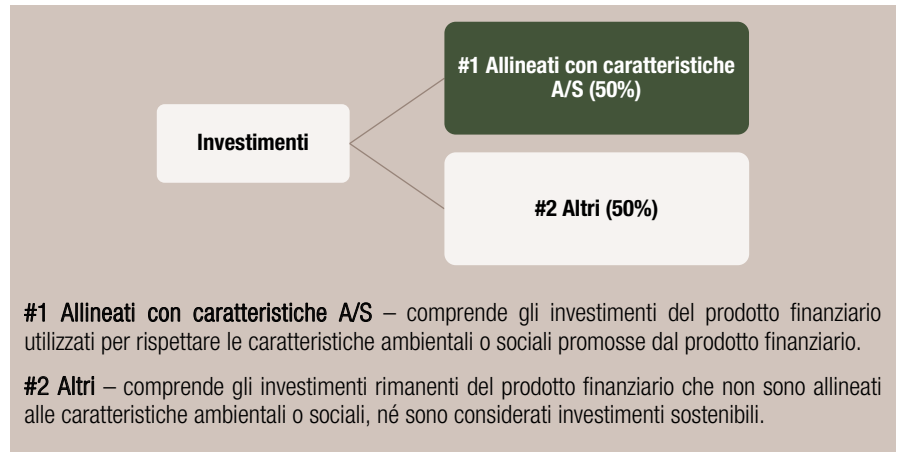 #1 Allineati con caratteristiche
A/S (50%)
Investimenti
#2 Altri (50%)
#1 Allineati con caratteristiche A/S – comprende gli investimenti del prodotto finanziario
utilizzati per rispettare le caratteristiche ambientali o sociali promosse dal prodotto finanziario.
#2 Altri – comprende gli investimenti rimanenti del prodotto finanziario che non sono allineati
alle caratteristiche ambientali o sociali, né sono considerati investimenti sostenibili.